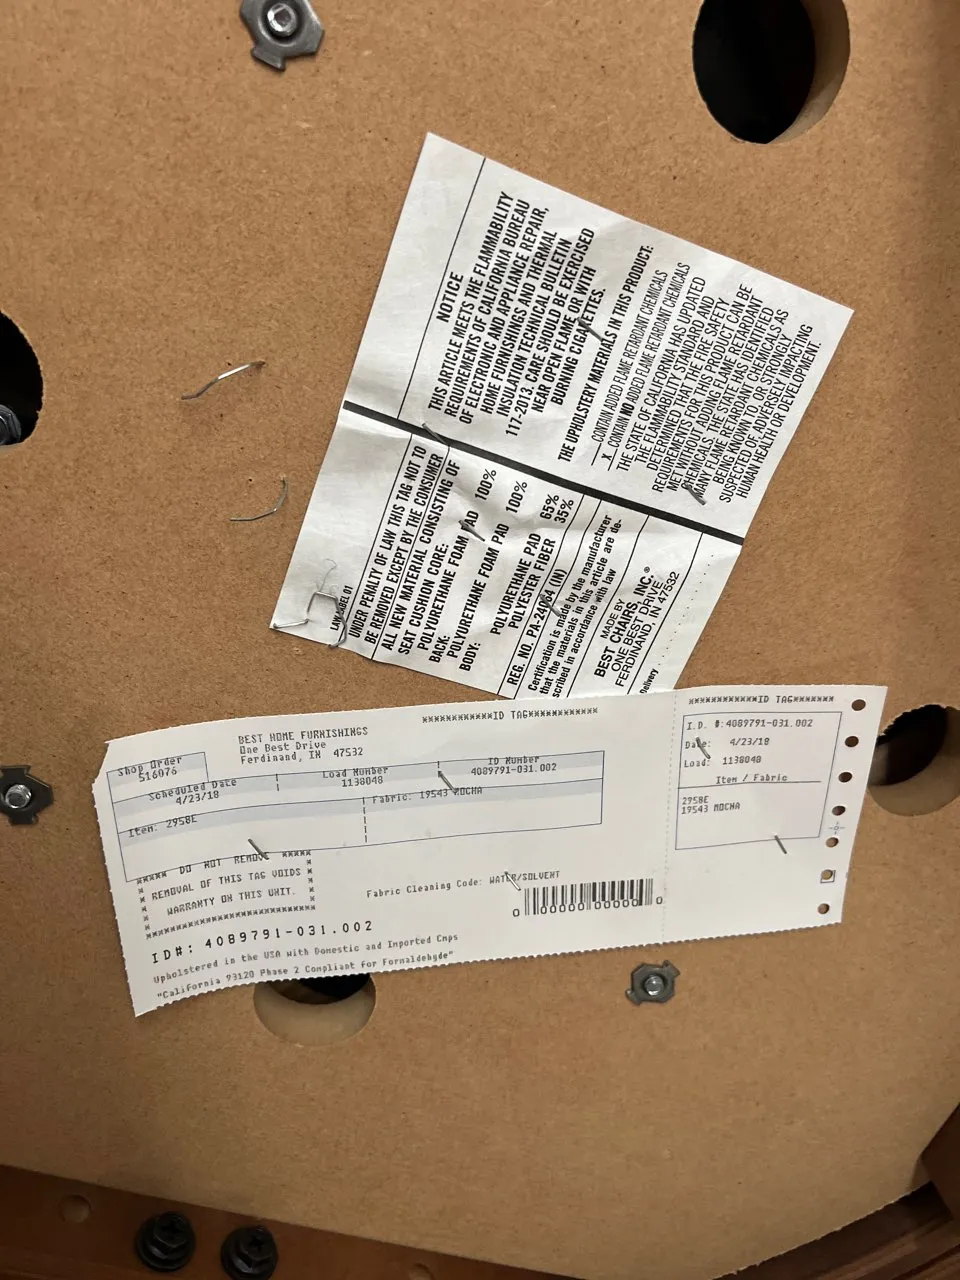 NOTICE
THIS ARTICLE MEETS THE FLAMMABILITY
REQUIREMENTS OF CALIFORNIA BUREAU
OF ELECTRONIC AND APPLIANCE REPAIR,
HOME FURNISHINGS AND THERMAL
INSULATION TECHNICAL BULLETIN
117-2013. CARE SHOULD BE EXERCISED
NEAR OPEN FLAME OR WITH
BURNING CIGARETTES.
THE UPHOLSTER MATERIALS IN THIS PRODUCT:
CONTAIN ADDED FLAME RETARDANT CHEMICALS
X CONTAIN NO ADDED FLAME RETARDANT CHEMICALS
THE STATE OF CALIFORNIA HAS UPDATED
THE FLAMMABILITY STANDARD AND
DETERMINED THAT THE FIRE SAFETY
REQUIREMENTS FOR THIS PRODUCT CAN BE
MET WITHOUT ADDING FLAME RETARDANT
CHEMICALS. THE STATE HAS IDENTIFIED
MANY FLAME RETARDANT CHEMICALS AS
BEING KNOWN TO, OR STRONGLY
SUSPECTED OF ADVERSELY IMPACTING
HUMAN HEALTH OR DEVELOPMENT.
LAW LABEL 01
UNDER PENALTY OF LAW THIS TAG NOT TO
BE REMOVED EXCEPT BY THE CONSUMER
ALL NEW MATERIAL CONSISTING OF
SEAT CUSHION CORE:
POLYURETHANE FOAM PAD 100%
BACK:
POLYURETHANE FOAM PAD 100%
BODY:
POLYURETHANE PAD 65%
POLYESTER FIBER 35%
REG. NO. PA-24064 (IN)
Certification is made by the manufacturer
that the materials in this article are de-
scribed in accordance with law
MADE BY
BEST CHAIRS, INC.®
ONE BEST DRIVE
FERDINAND, IN 47532
Delivery
***********ID TAG***********
BEST HOME FURNISHINGS
One Best Drive
Ferdinand, IN 47532
Shop Order
516076
Scheduled Date
4/23/18
Load Number
1138048
ID Number
4089791-031.002
Item: 2958E
Fabric: 19543 MOCHA
***** DO NOT REMOVE *****
* REMOVAL OF THIS TAG VOIDS *
* WARRANTY ON THIS UNIT. *
Fabric Cleaning Code: WATER/SOLVENT
0 00000 00000 0
ID#: 4089791-031.002
Upholstered in the USA with Domestic and Imported Cmps
"California 93120 Phase 2 Compliant for Formaldehyde"
***********ID TAG*******
I.D. #:4089791-031.002
Date: 4/23/18
Load: 1138048
Item / Fabric
2958E
19543 MOCHA